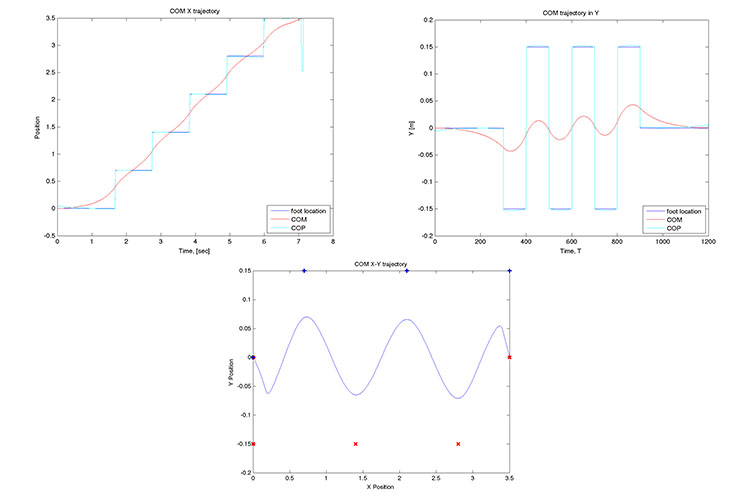 COM X trajectory
3.5
3
2.5
2
1.5
1
0.5
0
-0.5
Position
0 1 2 3 4 5 6 7 8
Time, [sec]
foot location
COM
COP
COM trajectory in Y
0.2
0.15
0.1
0.05
0
-0.05
-0.1
-0.15
-0.2
Y [m]
0 200 400 600 800 1000 1200
Time, T
foot location
COM
COP
COM X-Y trajectory
0.15
0.1
0.05
0
-0.05
-0.1
-0.15
-0.2
Y Position
0 0.5 1 1.5 2 2.5 3 3.5
X Position